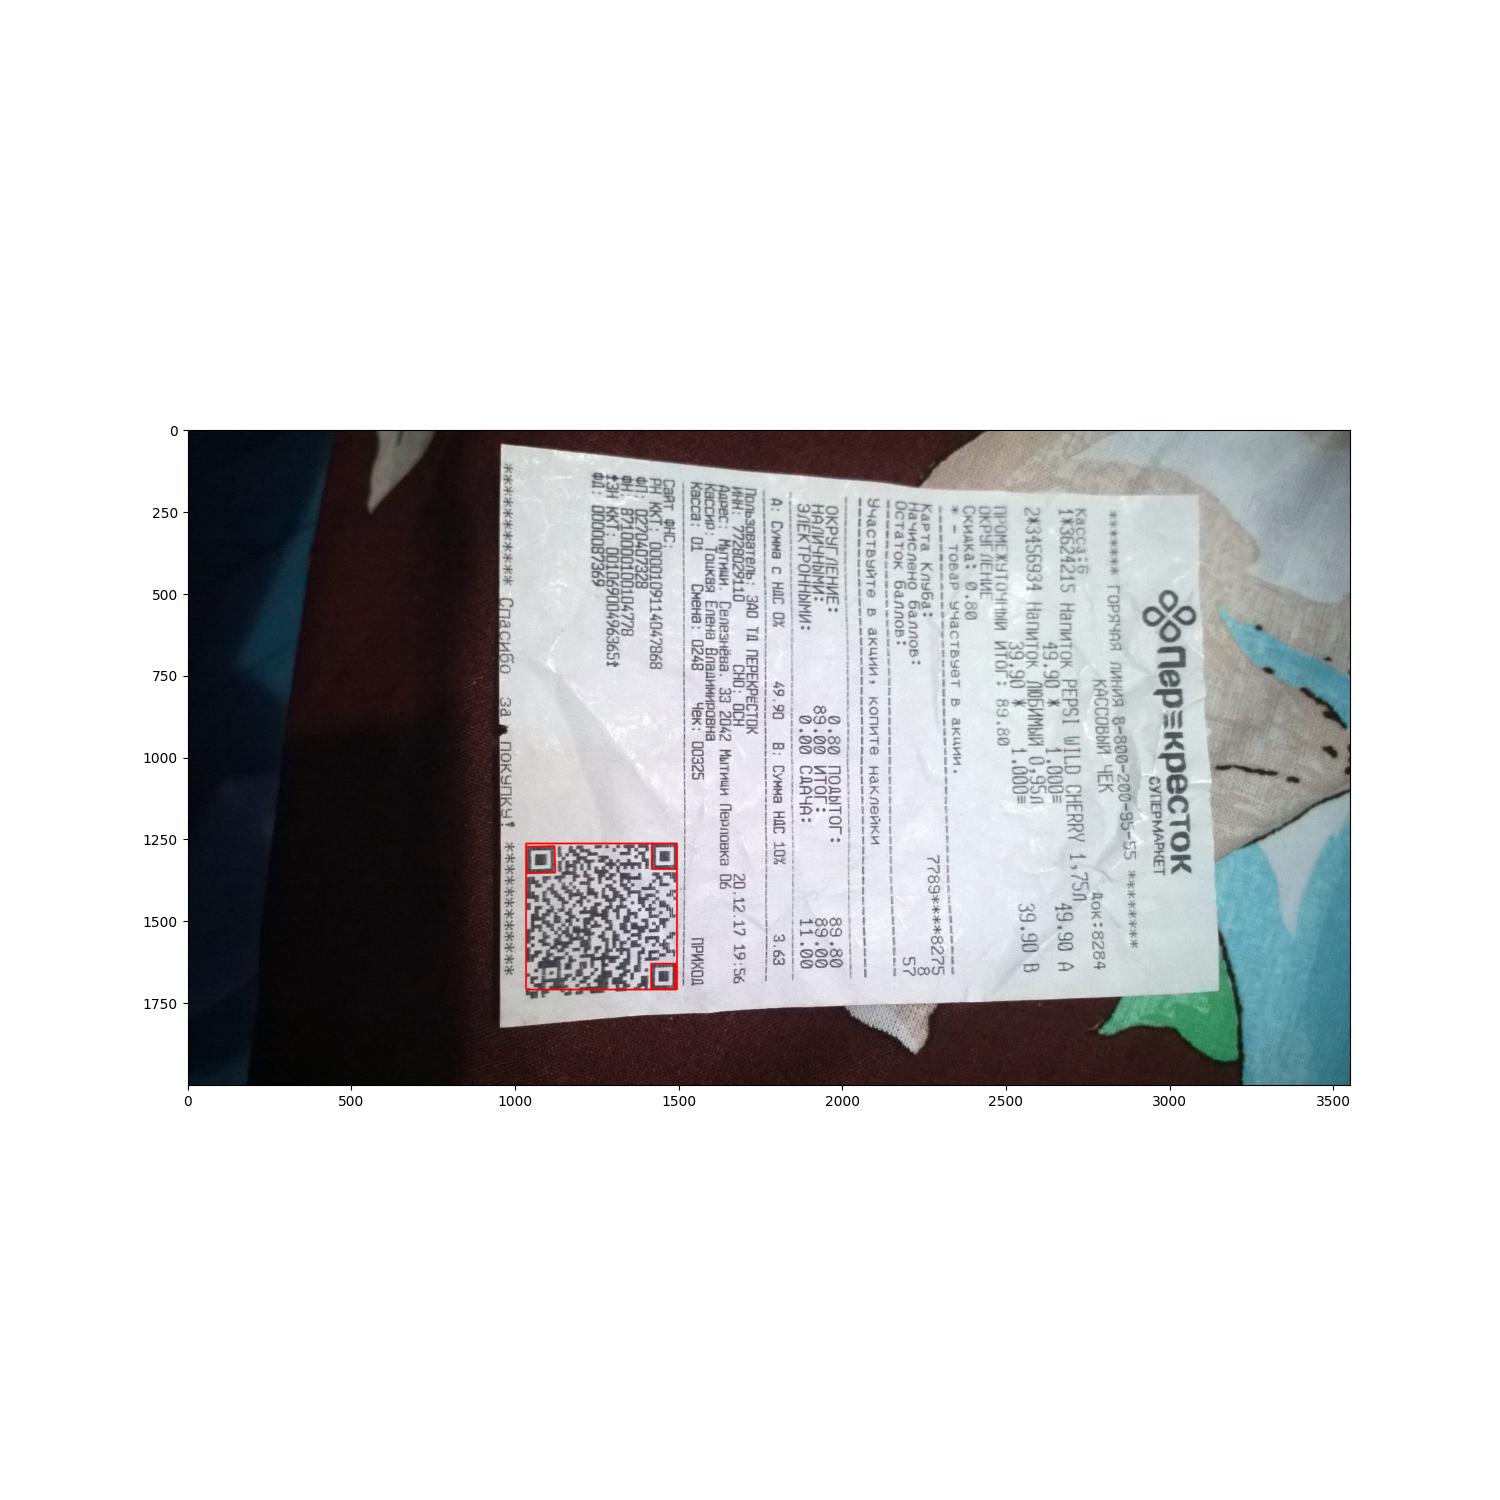 Пер≡кресток
СУПЕРМАРКЕТ
******* ГОРЯЧАЯ ЛИНИЯ 8-800-200-95-55 ********
КАССОВЫЙ ЧЕК
Касса:6 Док:8284
1*3624215 Напиток PEPSI WILD CHERRY 1,75Л
49.90 * 1.000= 49.90 A
2*3456934 Напиток ЛЮБИМЫЙ 0,95л
39.90 * 1.000= 39.90 B
ПРОМЕЖУТОЧНЫЙ ИТОГ: 89.80
ОКРУГЛЕНИЕ
Скидка: 0.80
* - товар участвует в акции.
Карта Клуба: 7789****8275
Начислено баллов: 8
Остаток баллов: 57
Участвуйте в акции, копите наклейки
ОКРУГЛЕНИЕ: 0.80 ПОДЫТОГ: 89.80
НАЛИЧНЫМИ: 89.00 ИТОГ: 89.00
ЭЛЕКТРОННЫМИ: 0.00 СДАЧА: 11.00
А: Сумма с НДС 0% 49.90 В: Сумма НДС 10% 3.63
Пользователь: ЗАО ТД ПЕРЕКРЕСТОК
ИНН: 7728029110 СНО: ОСН 20.12.17 19:56
Адрес: Мытищи, Селезнёва, 33 2042 Мытищи Перловка 06
Кассир: Тоцкая Елена Владимировна
Касса: 01 Смена: 0248 Чек: 00325 ПРИХОД
Сайт ФНС:
РН ККТ: 0000109114047868
ФП: 0270407328
ФН: 8710000100104778
*ЗН ККТ: 00106900496365*
ФД: 0000087369
*********** Спасибо за покупку! ************
0
250
500
750
1000
1250
1500
1750
0 500 1000 1500 2000 2500 3000 3500